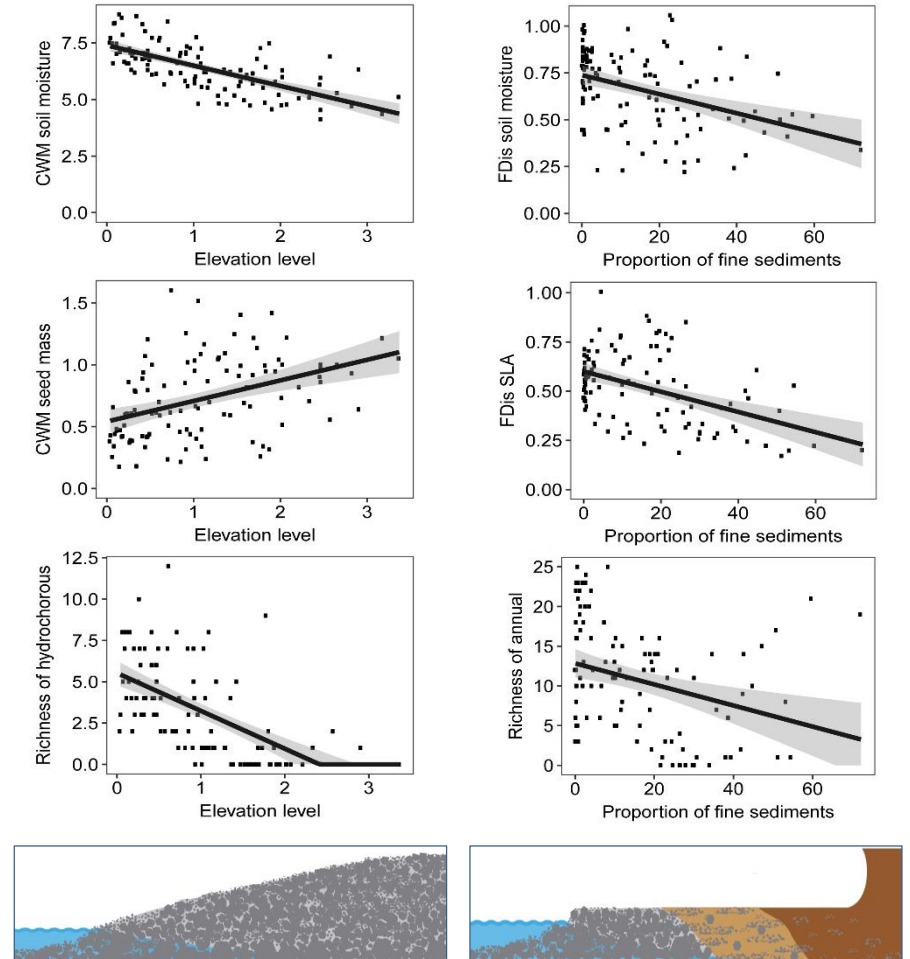 CWM soil moisture
7.5
5.0
2.5
0.0
0 1 2 3
Elevation level
FDis soil moisture
1.00
0.75
0.50
0.25
0.00
0 20 40 60
Proportion of fine sediments
CWM seed mass
1.5
1.0
0.5
0.0
0 1 2 3
Elevation level
FDis SLA
1.00
0.75
0.50
0.25
0.00
0 20 40 60
Proportion of fine sediments
Richness of hydrochorous
12.5
10.0
7.5
5.0
2.5
0.0
0 1 2 3
Elevation level
Richness of annual
25
20
15
10
5
0
0 20 40 60
Proportion of fine sediments